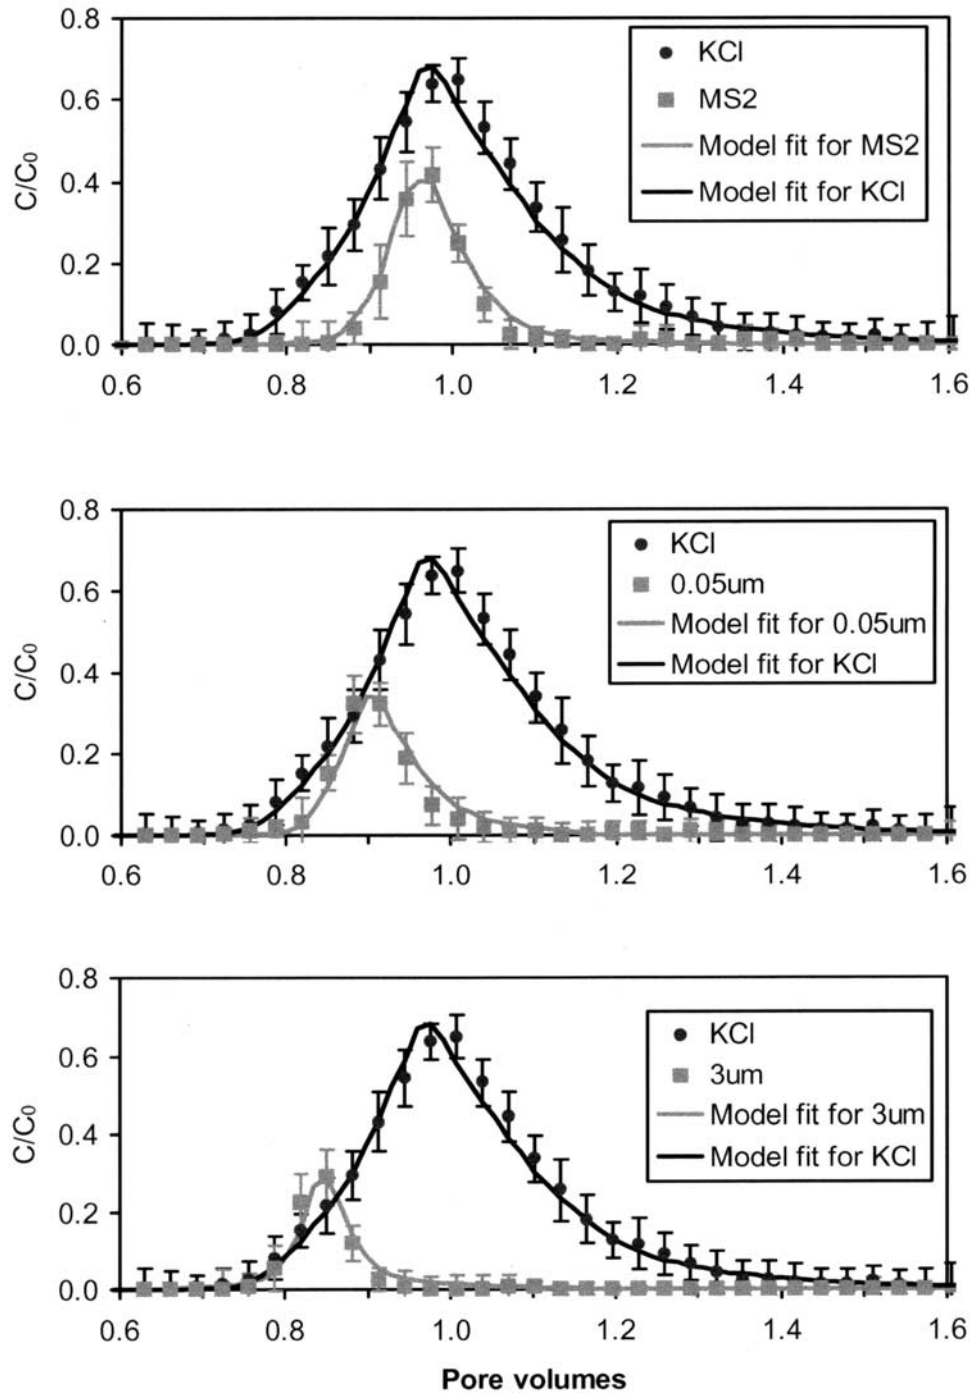 0.8
0.6
0.4
0.2
0.0
C/C₀
KCl
MS2
Model fit for MS2
Model fit for KCl
0.6 0.8 1.0 1.2 1.4 1.6
0.8
0.6
0.4
0.2
0.0
C/C₀
KCl
0.05um
Model fit for 0.05um
Model fit for KCl
0.6 0.8 1.0 1.2 1.4 1.6
0.8
0.6
0.4
0.2
0.0
C/C₀
KCl
3um
Model fit for 3um
Model fit for KCl
0.6 0.8 1.0 1.2 1.4 1.6
Pore volumes